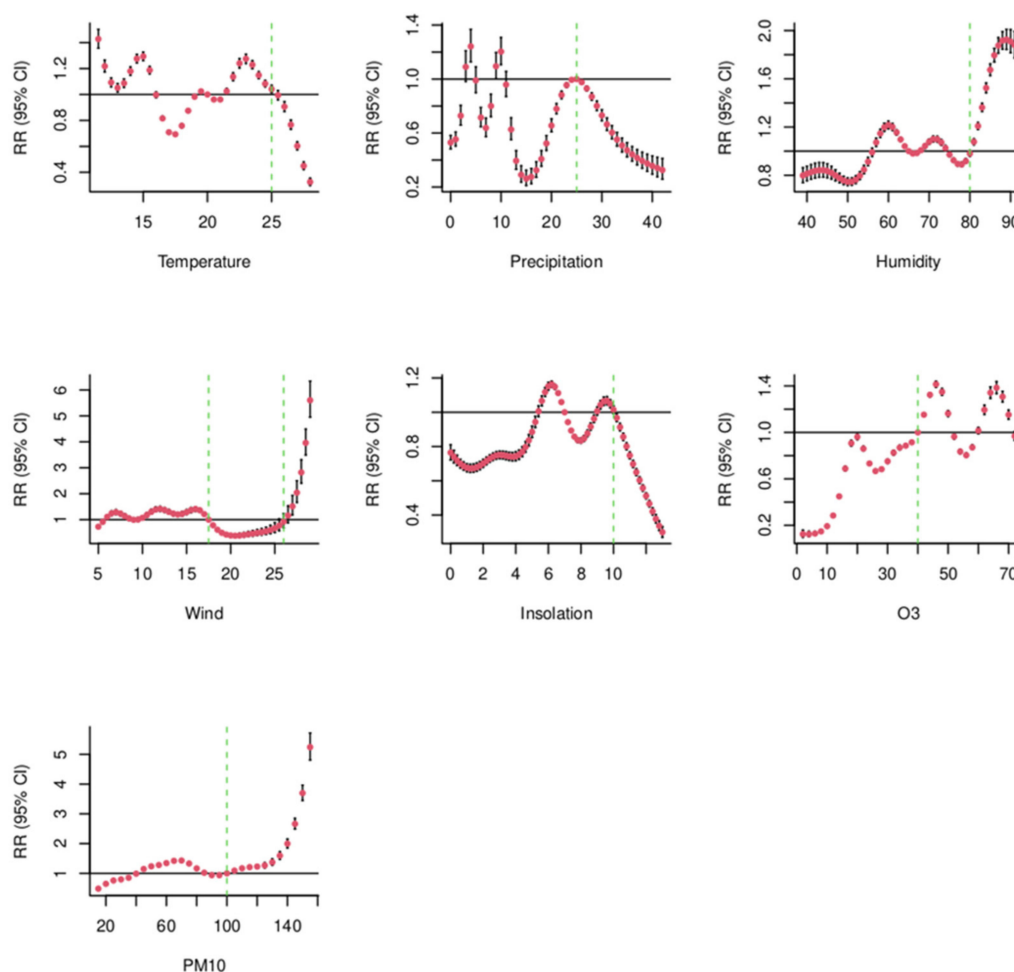 RR (95% CI)
0.4 0.8 1.2
15 20 25
Temperature
RR (95% CI)
0.2 0.6 1.0 1.4
0 10 20 30 40
Precipitation
RR (95% CI)
0.8 1.2 1.6 2.0
40 50 60 70 80 90
Humidity
RR (95% CI)
1 2 3 4 5 6
5 10 15 20 25
Wind
RR (95% CI)
0.4 0.8 1.2
0 2 4 6 8 10
Insolation
RR (95% CI)
0.2 0.6 1.0 1.4
0 10 30 50 70
O3
RR (95% CI)
1 2 3 4 5
20 60 100 140
PM10